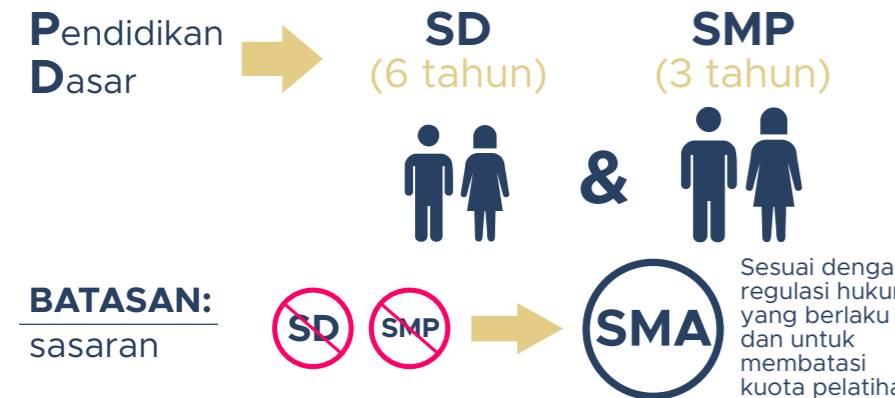 Pendidikan
Dasar
SD
(6 tahun)
SMP
(3 tahun)
&
BATASAN:
sasaran
SD
SMP
SMA
Sesuai
regulasi
yang berlaku
dan untuk
membatasi
kuota